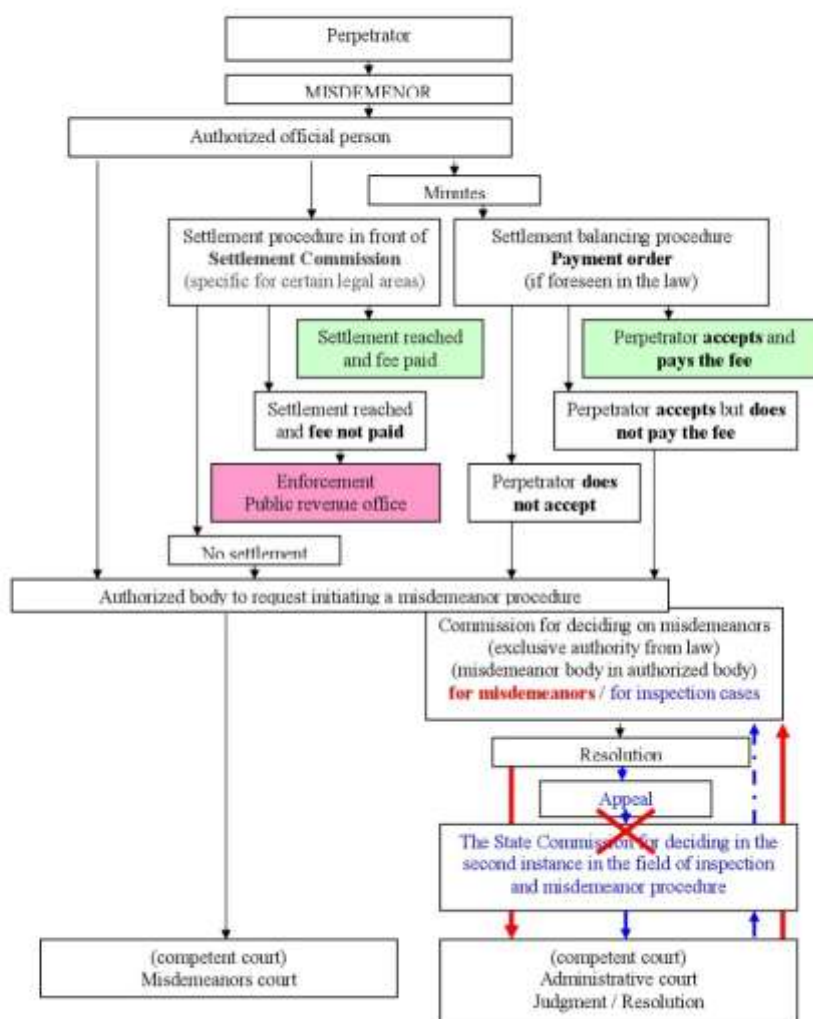 Perpetrator
MISDEMENOR
Authorized official person
Minutes
Settlement procedure in front of
Settlement Commission
(specific for certain legal areas)
Settlement balancing procedure
Payment order
(if foreseen in the law)
Settlement reached
and fee paid
Perpetrator accepts and
pays the fee
Settlement reached
and fee not paid
Perpetrator accepts but does
not pay the fee
Enforcement
Public revenue office
Perpetrator does
not accept
No settlement
Authorized body to request initiating a misdemeanor procedure
Commission for deciding on misdemeanors
(exclusive authority from law)
(misdemeanor body in authorized body)
for misdemeanors / for inspection cases
Resolution
Appeal
The State Commission for deciding in the
second instance in the field of inspection
and misdemeanor procedure
(competent court)
Misdemeanors court
(competent court)
Administrative court
Judgment / Resolution